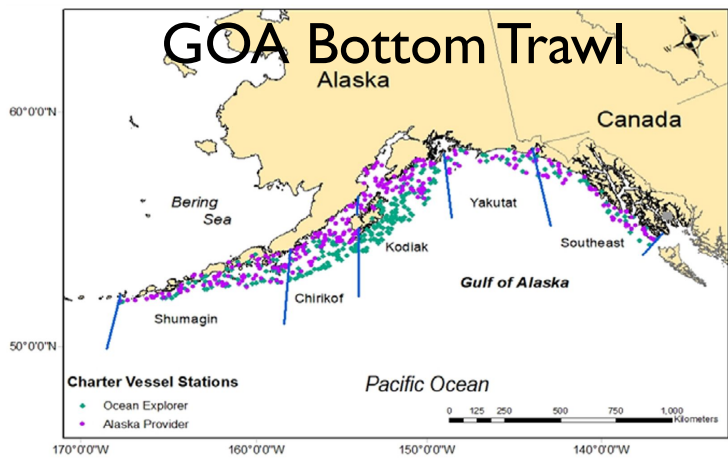 GOA Bottom Trawl
N
Alaska
60°0'0"N
Canada
Bering
Sea
Yakutat
Kodiak
Southeast
Gulf of Alaska
Chirikof
Shumagin
50°0'0"N
Charter Vessel Stations
Pacific Ocean
Ocean Explorer
Alaska Provider
0 125 250 500 750 1,000
Kilometers
170°0'0"W 160°0'0"W 150°0'0"W 140°0'0"W